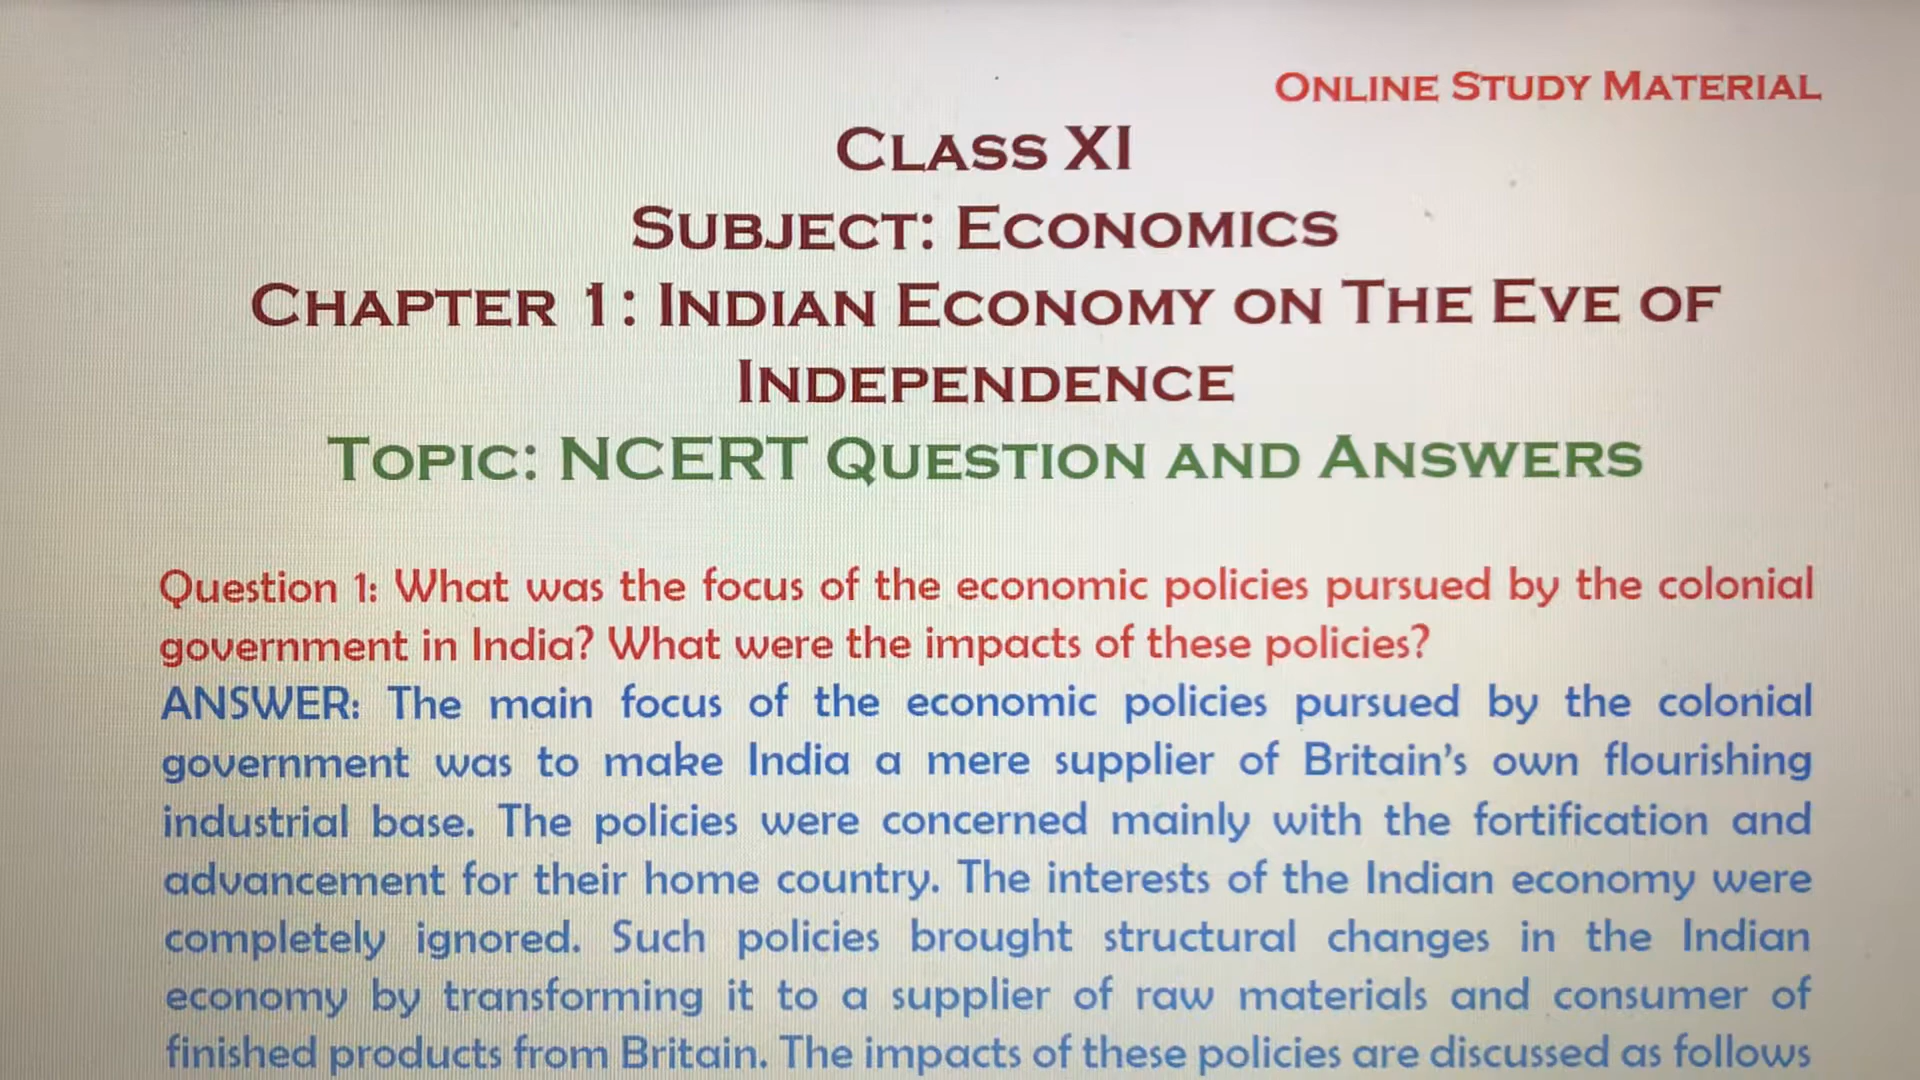 ONLINE STUDY MATERIAL
CLASS XI
SUBJECT: ECONOMICS
CHAPTER 1: INDIAN ECONOMY ON THE EVE OF
INDEPENDENCE
TOPIC: NCERT QUESTION AND ANSWERS
Question 1: What was the focus of the economic policies pursued by the colonial
government in India? What were the impacts of these policies?
ANSWER: The main focus of the economic policies pursued by the colonial
government was to make India a mere supplier of Britain's own flourishing
industrial base. The policies were concerned mainly with the fortification and
advancement for their home country. The interests of the Indian economy were
completely ignored. Such policies brought structural changes in the Indian
economy by transforming it to a supplier of raw materials and consumer of
finished products from Britain. The impacts of these policies are discussed as follows